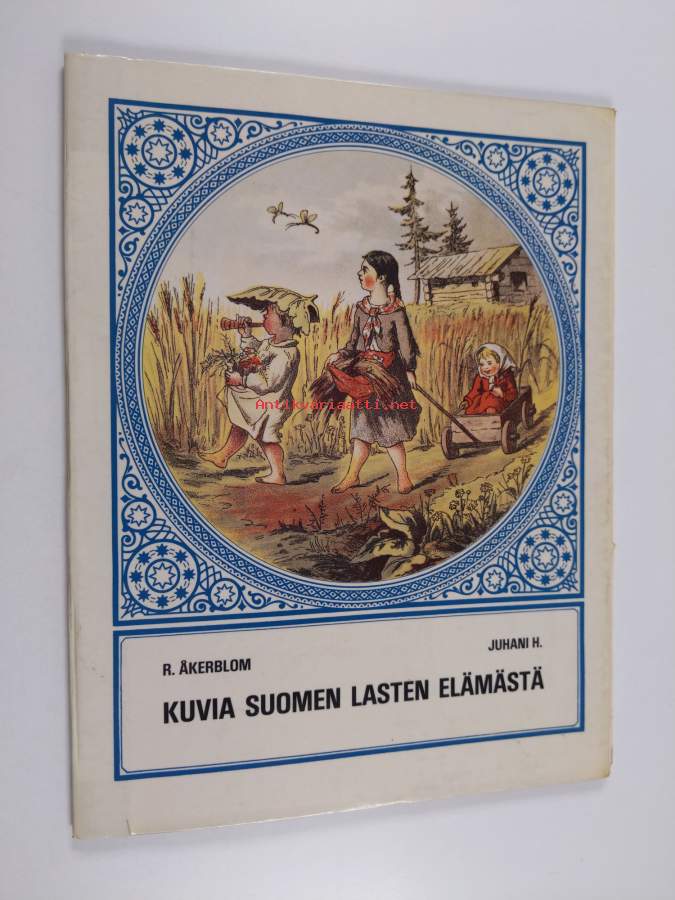 Antikvariaatti.net
R. ÅKERBLOM
JUHANI H.
KUVIA SUOMEN LASTEN ELÄMÄSTÄ